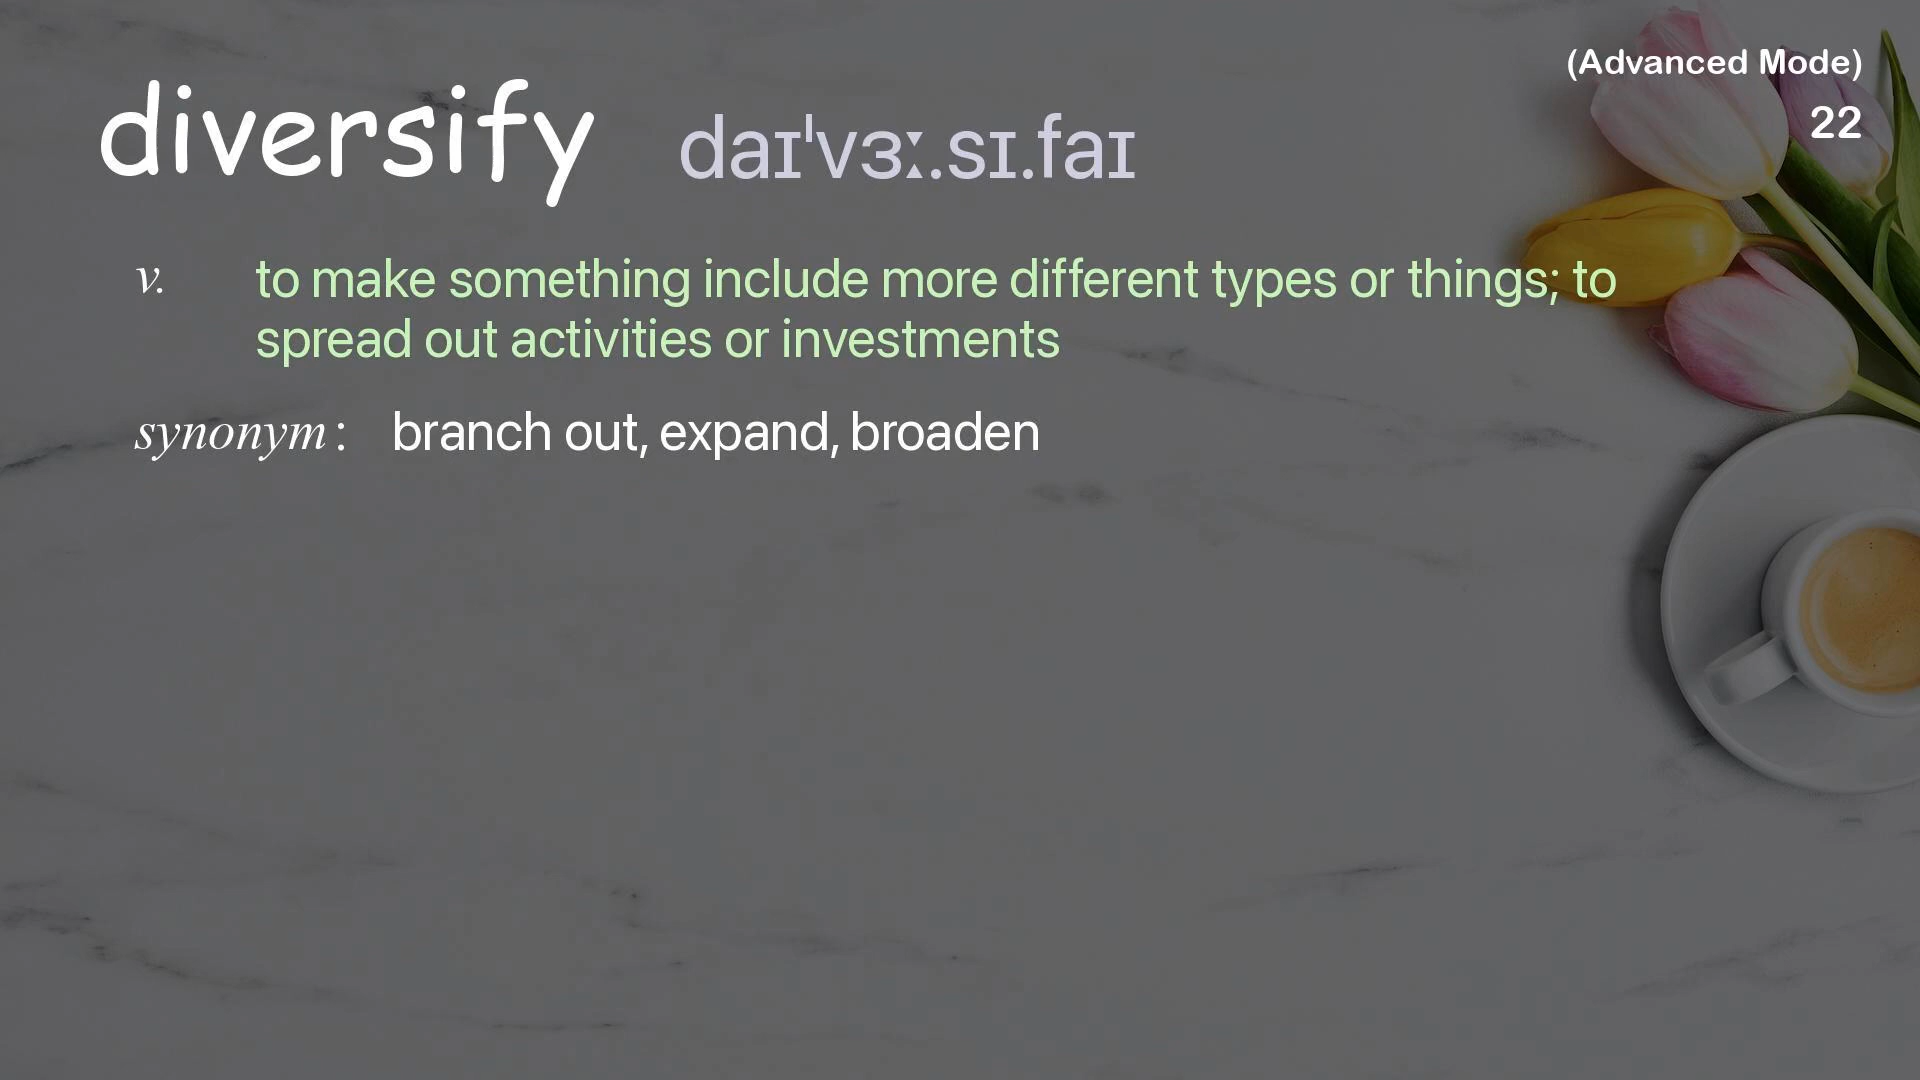 (Advanced Mode)
22
diversify daɪˈvɜː.sɪ.faɪ
v. to make something include more different types or things; to
spread out activities or investments
synonym: branch out, expand, broaden